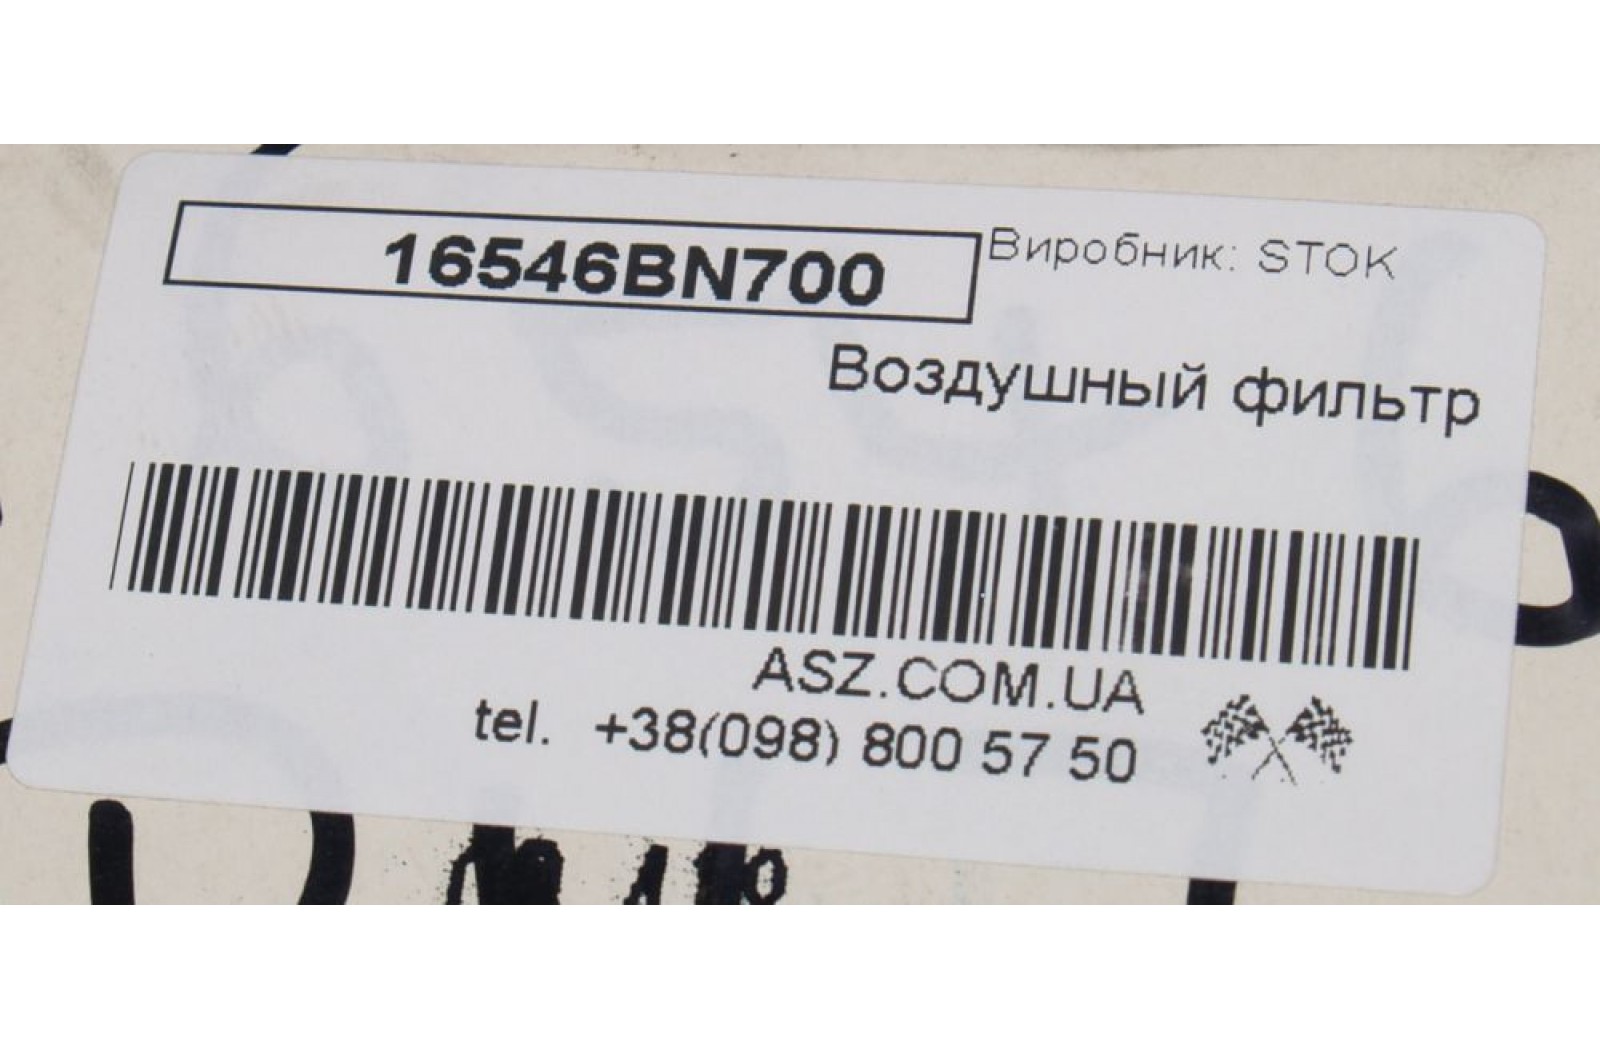 16546BN700
Виробник: STOK
Воздушный фильтр
ASZ.COM.UA
tel. +38(098) 800 57 50